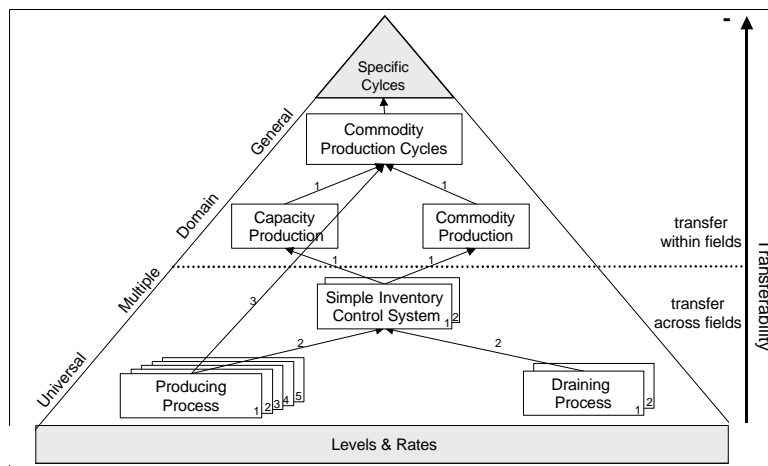 -
Specific
Cylces
General
Commodity
Production Cycles
1
1
Domain
Capacity
Production
Commodity
Production
transfer
within fields
1
1
Multiple
3
Simple Inventory
Control System
1
2
transfer
across fields
Transferability
2
2
Universal
Producing
Process
1
2
3
4
5
Draining
Process
1
2
Levels & Rates